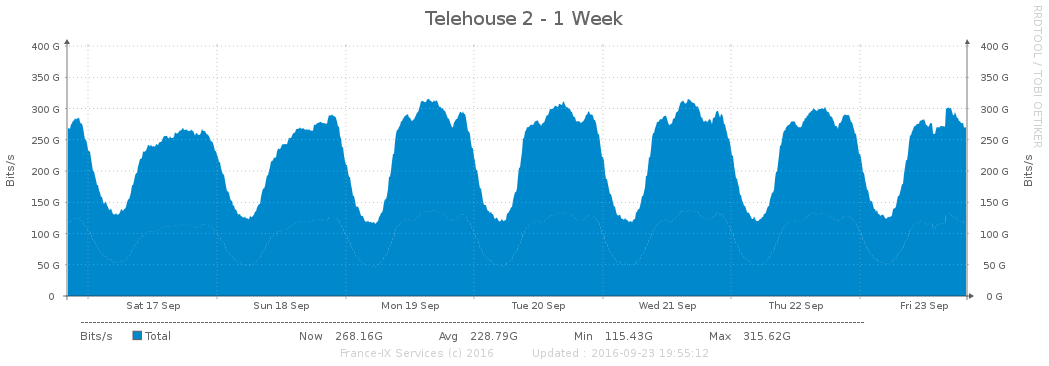 Telehouse 2 - 1 Week
RRDTOOL / TOBI OETIKER
400 G 400 G
350 G 350 G
300 G 300 G
250 G 250 G
200 G 200 G
150 G 150 G
100 G 100 G
50 G 50 G
0 0 G
Bits/s Bits/s
Sat 17 Sep Sun 18 Sep Mon 19 Sep Tue 20 Sep Wed 21 Sep Thu 22 Sep Fri 23 Sep
Bits/s Total Now 268.16G Avg 228.79G Min 115.43G Max 315.62G
France-IX Services (c) 2016 Updated : 2016-09-23 19:55:12